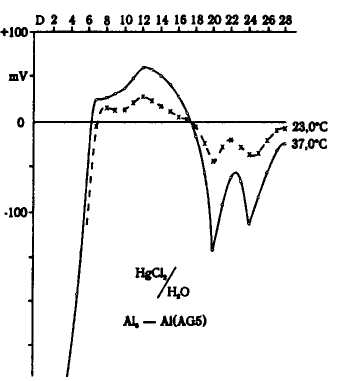 D 2 4 6 8 10 12 14 16 18 20 22 24 26 28
+100
mV
0
23,0°C
37,0°C
-100
HgCl₂/H₂O
Al₆ — Al(AG5)